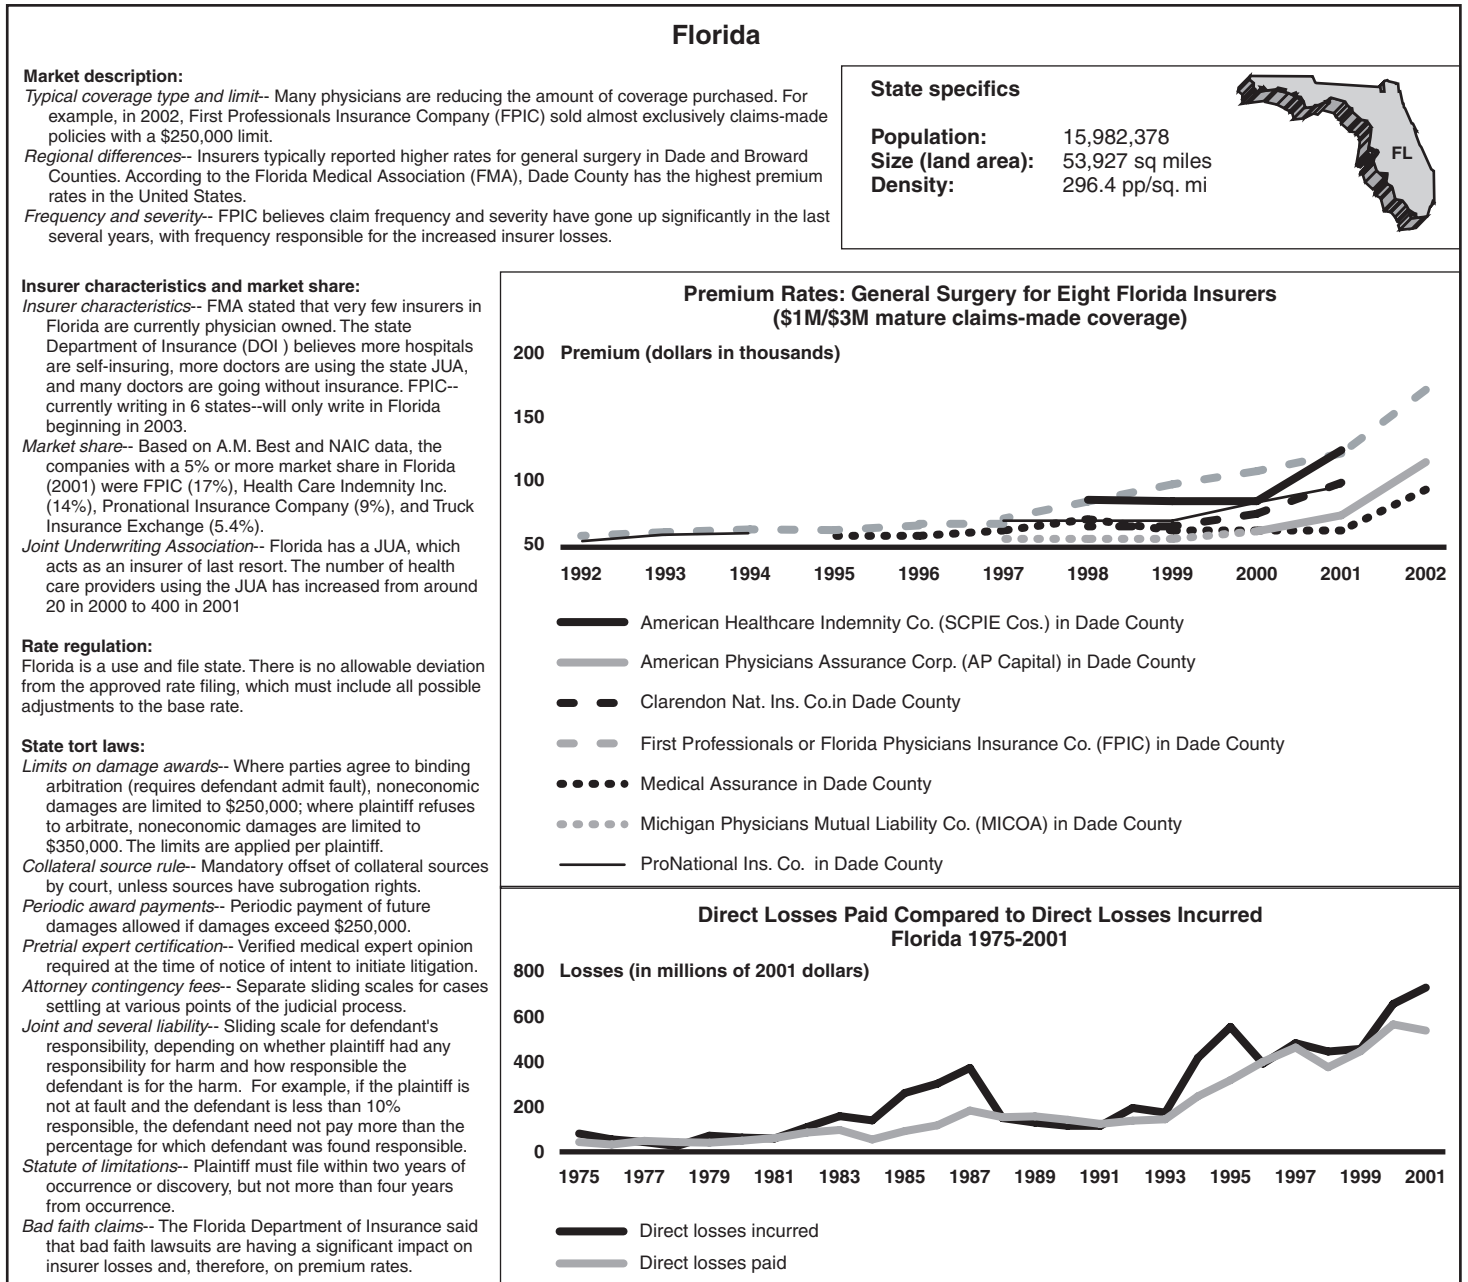 Florida
Market description:
Typical coverage type and limit-- Many physicians are reducing the amount of coverage purchased. For
example, in 2002, First Professionals Insurance Company (FPIC) sold almost exclusively claims-made
policies with a $250,000 limit.
Regional differences-- Insurers typically reported higher rates for general surgery in Dade and Broward
Counties. According to the Florida Medical Association (FMA), Dade County has the highest premium
rates in the United States.
Frequency and severity-- FPIC believes claim frequency and severity have gone up significantly in the last
several years, with frequency responsible for the increased insurer losses.
State specifics
Population: 15,982,378
Size (land area): 53,927 sq miles
Density: 296.4 pp/sq. mi
FL
Insurer characteristics and market share:
Insurer characteristics-- FMA stated that very few insurers in
Florida are currently physician owned. The state
Department of Insurance (DOI ) believes more hospitals
are self-insuring, more doctors are using the state JUA,
and many doctors are going without insurance. FPIC--
currently writing in 6 states--will only write in Florida
beginning in 2003.
Market share-- Based on A.M. Best and NAIC data, the
companies with a 5% or more market share in Florida
(2001) were FPIC (17%), Health Care Indemnity Inc.
(14%), Pronational Insurance Company (9%), and Truck
Insurance Exchange (5.4%).
Joint Underwriting Association-- Florida has a JUA, which
acts as an insurer of last resort. The number of health
care providers using the JUA has increased from around
20 in 2000 to 400 in 2001
Rate regulation:
Florida is a use and file state. There is no allowable deviation
from the approved rate filing, which must include all possible
adjustments to the base rate.
State tort laws:
Limits on damage awards-- Where parties agree to binding
arbitration (requires defendant admit fault), noneconomic
damages are limited to $250,000; where plaintiff refuses
to arbitrate, noneconomic damages are limited to
$350,000. The limits are applied per plaintiff.
Collateral source rule-- Mandatory offset of collateral sources
by court, unless sources have subrogation rights.
Periodic award payments-- Periodic payment of future
damages allowed if damages exceed $250,000.
Pretrial expert certification-- Verified medical expert opinion
required at the time of notice of intent to initiate litigation.
Attorney contingency fees-- Separate sliding scales for cases
settling at various points of the judicial process.
Joint and several liability-- Sliding scale for defendant's
responsibility, depending on whether plaintiff had any
responsibility for harm and how responsible the
defendant is for the harm. For example, if the plaintiff is
not at fault and the defendant is less than 10%
responsible, the defendant need not pay more than the
percentage for which defendant was found responsible.
Statute of limitations-- Plaintiff must file within two years of
occurrence or discovery, but not more than four years
from occurrence.
Bad faith claims-- The Florida Department of Insurance said
that bad faith lawsuits are having a significant impact on
insurer losses and, therefore, on premium rates.
Premium Rates: General Surgery for Eight Florida Insurers
($1M/$3M mature claims-made coverage)
200 Premium (dollars in thousands)
150
100
50
1992 1993 1994 1995 1996 1997 1998 1999 2000 2001 2002
American Healthcare Indemnity Co. (SCPIE Cos.) in Dade County
American Physicians Assurance Corp. (AP Capital) in Dade County
Clarendon Nat. Ins. Co.in Dade County
First Professionals or Florida Physicians Insurance Co. (FPIC) in Dade County
Medical Assurance in Dade County
Michigan Physicians Mutual Liability Co. (MICOA) in Dade County
ProNational Ins. Co. in Dade County
Direct Losses Paid Compared to Direct Losses Incurred
Florida 1975-2001
800 Losses (in millions of 2001 dollars)
600
400
200
0
1975 1977 1979 1981 1983 1985 1987 1989 1991 1993 1995 1997 1999 2001
Direct losses incurred
Direct losses paid